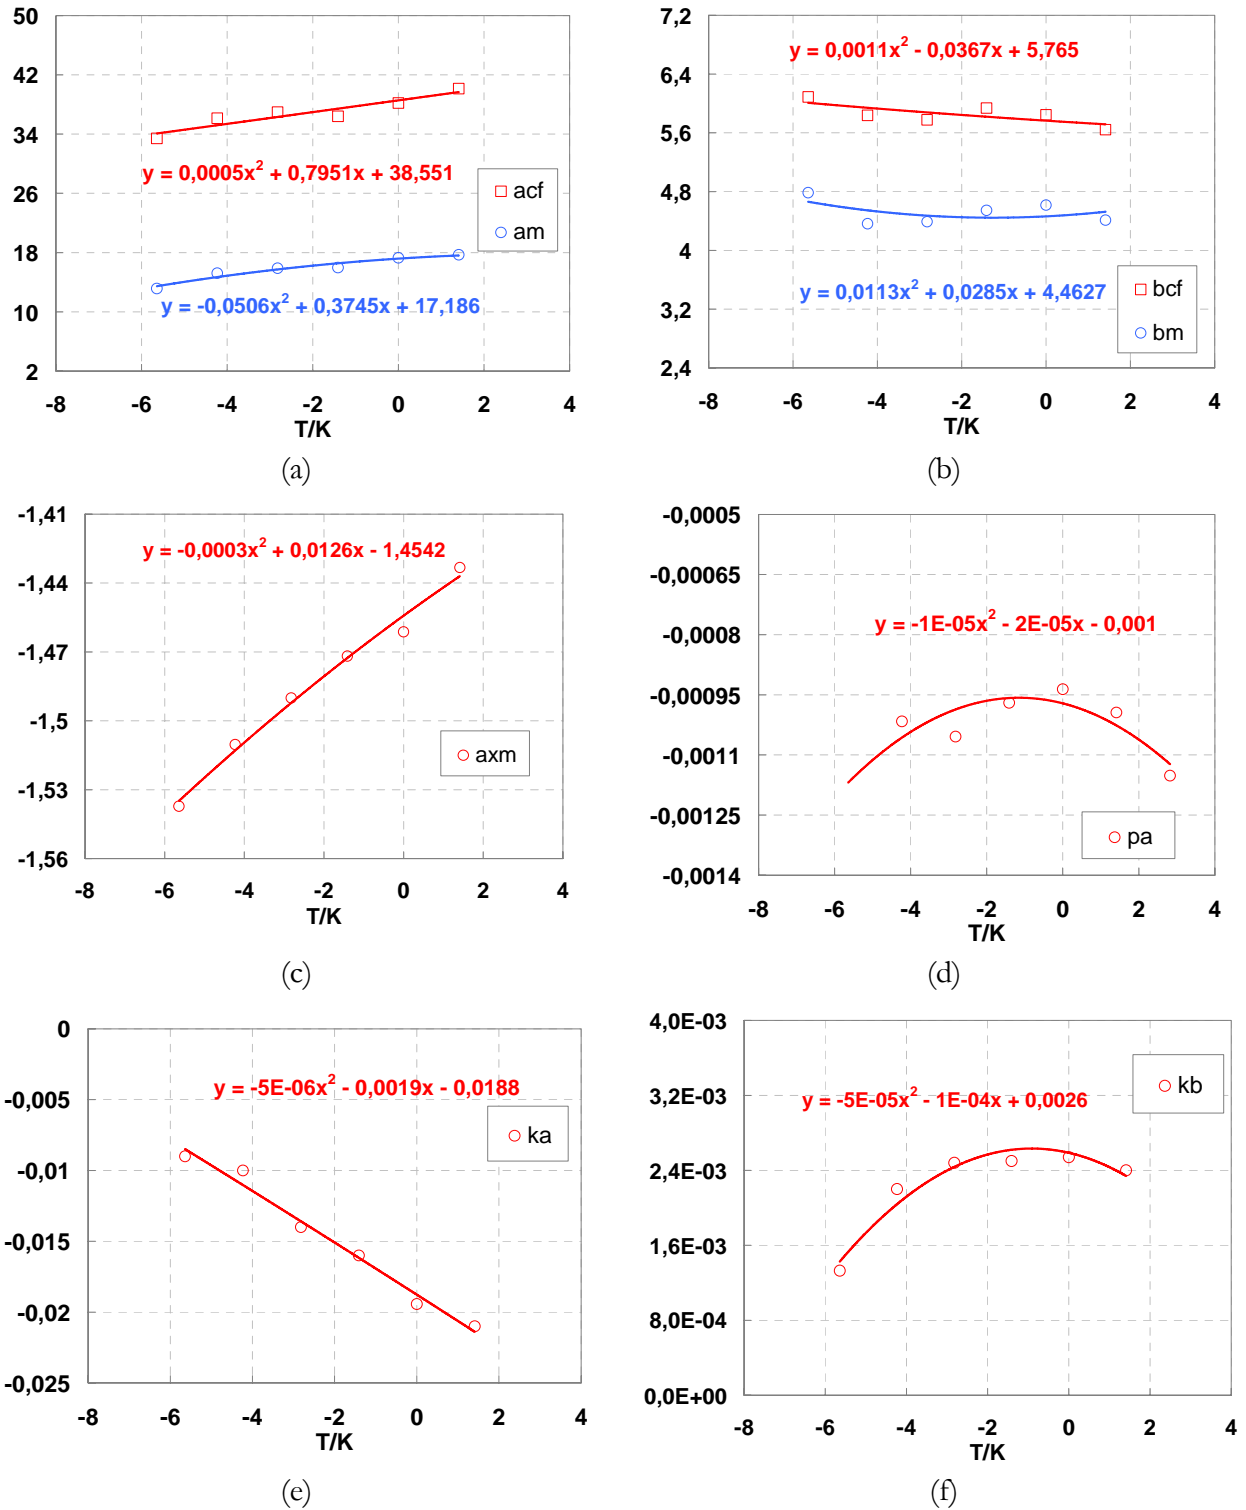 50
42
34
26
18
10
2
y = 0,0005x² + 0,7951x + 38,551
acf
am
y = -0,0506x² + 0,3745x + 17,186
-8 -6 -4 -2 0 2 4
T/K
(a)
7,2
6,4
5,6
4,8
4
3,2
2,4
y = 0,0011x² - 0,0367x + 5,765
y = 0,0113x² + 0,0285x + 4,4627
bcf
bm
-8 -6 -4 -2 0 2 4
T/K
(b)
-1,41
-1,44
-1,47
-1,5
-1,53
-1,56
y = -0,0003x² + 0,0126x - 1,4542
axm
-8 -6 -4 -2 0 2 4
T/K
(c)
-0,0005
-0,00065
-0,0008
-0,00095
-0,0011
-0,00125
-0,0014
y = -1E-05x² - 2E-05x - 0,001
pa
-8 -6 -4 -2 0 2 4
T/K
(d)
0
-0,005
-0,01
-0,015
-0,02
-0,025
y = -5E-06x² - 0,0019x - 0,0188
ka
-8 -6 -4 -2 0 2 4
T/K
(e)
4,0E-03
3,2E-03
2,4E-03
1,6E-03
8,0E-04
0,0E+00
kb
y = -5E-05x² - 1E-04x + 0,0026
-8 -6 -4 -2 0 2 4
T/K
(f)